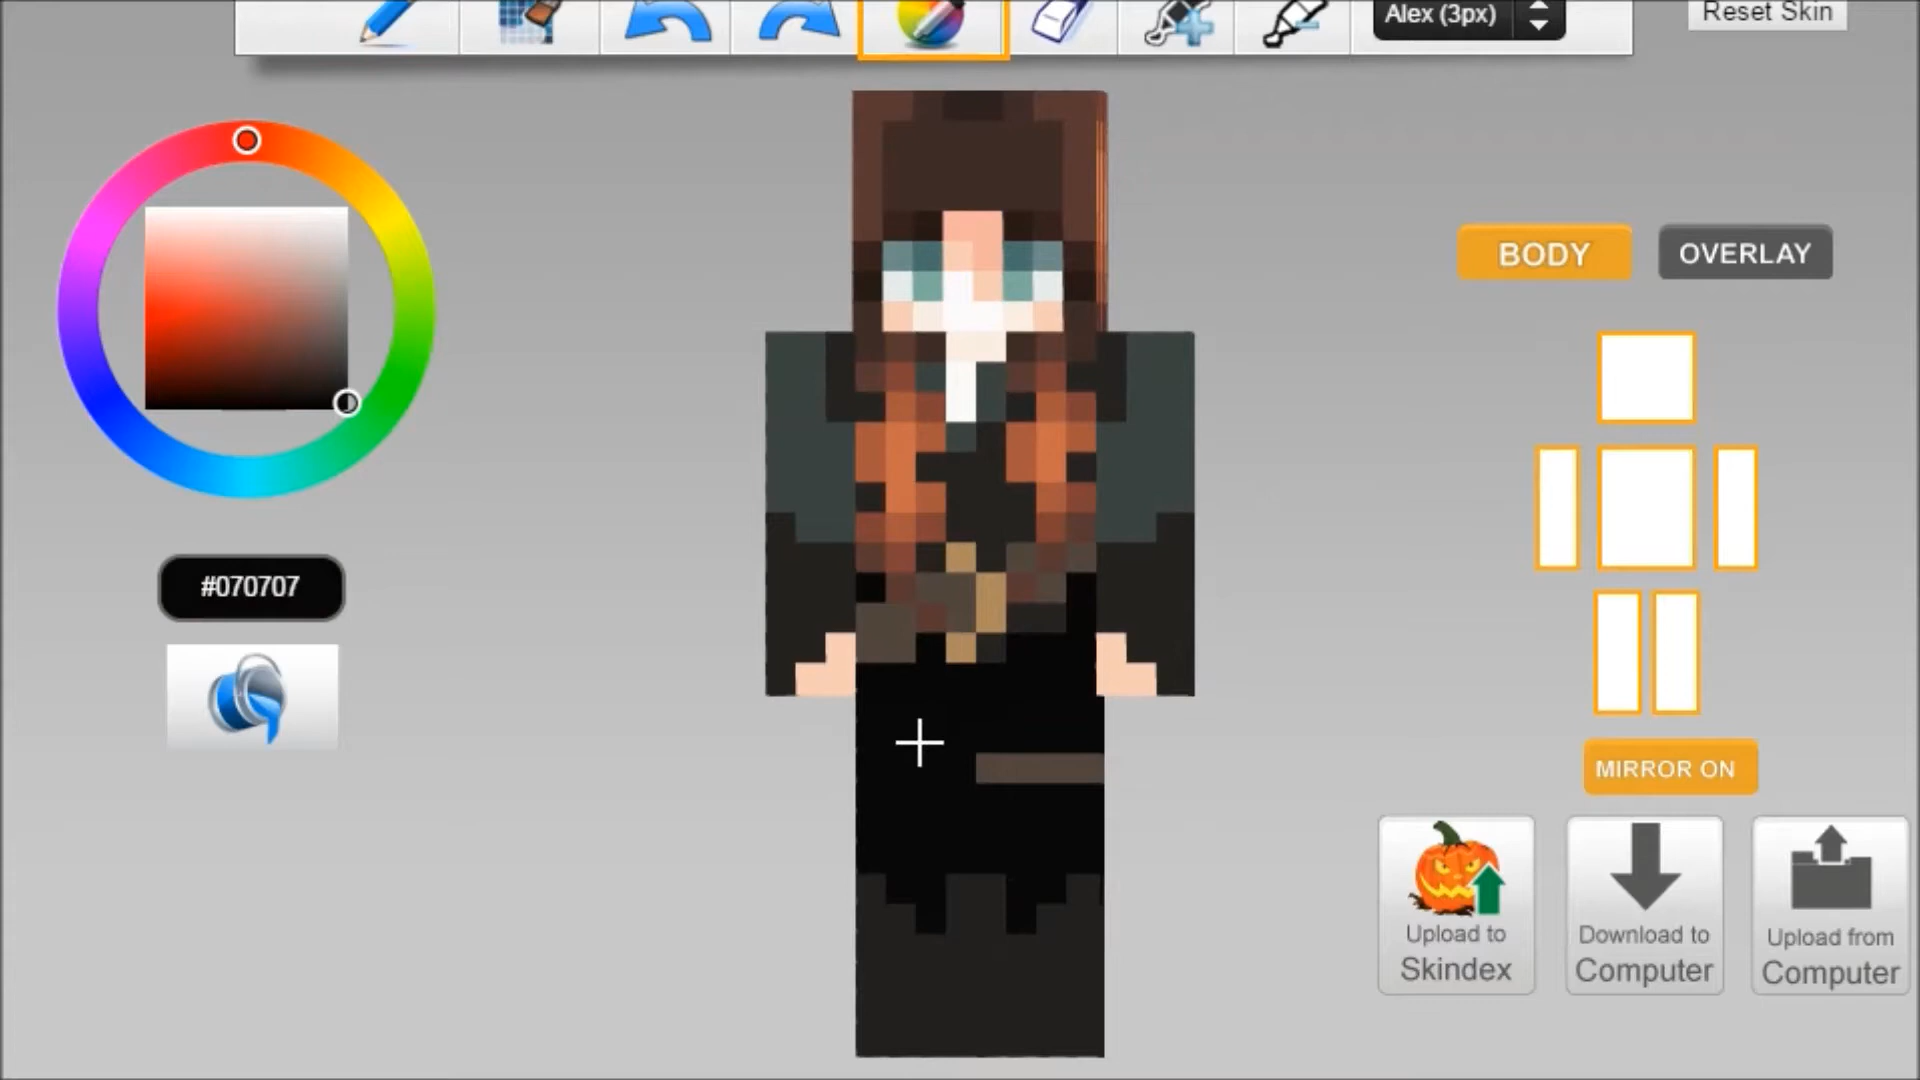 Alex (3px)
Reset Skin
BODY
OVERLAY
#070707
MIRROR ON
Upload to
Skindex
Download to
Computer
Upload from
Computer